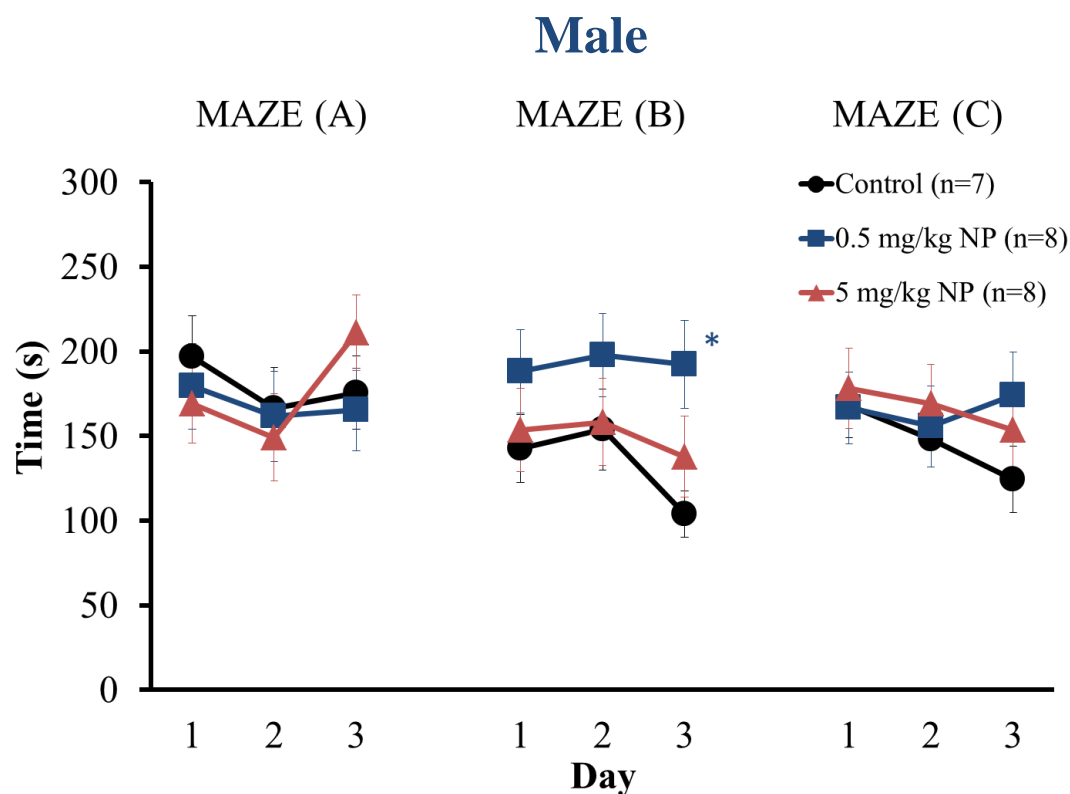 Male
MAZE (A)
MAZE (B)
MAZE (C)
Control (n=7)
0.5 mg/kg NP (n=8)
5 mg/kg NP (n=8)
Time (s)
300
250
200
150
100
50
0
*
1 2 3
1 2 3
1 2 3
Day